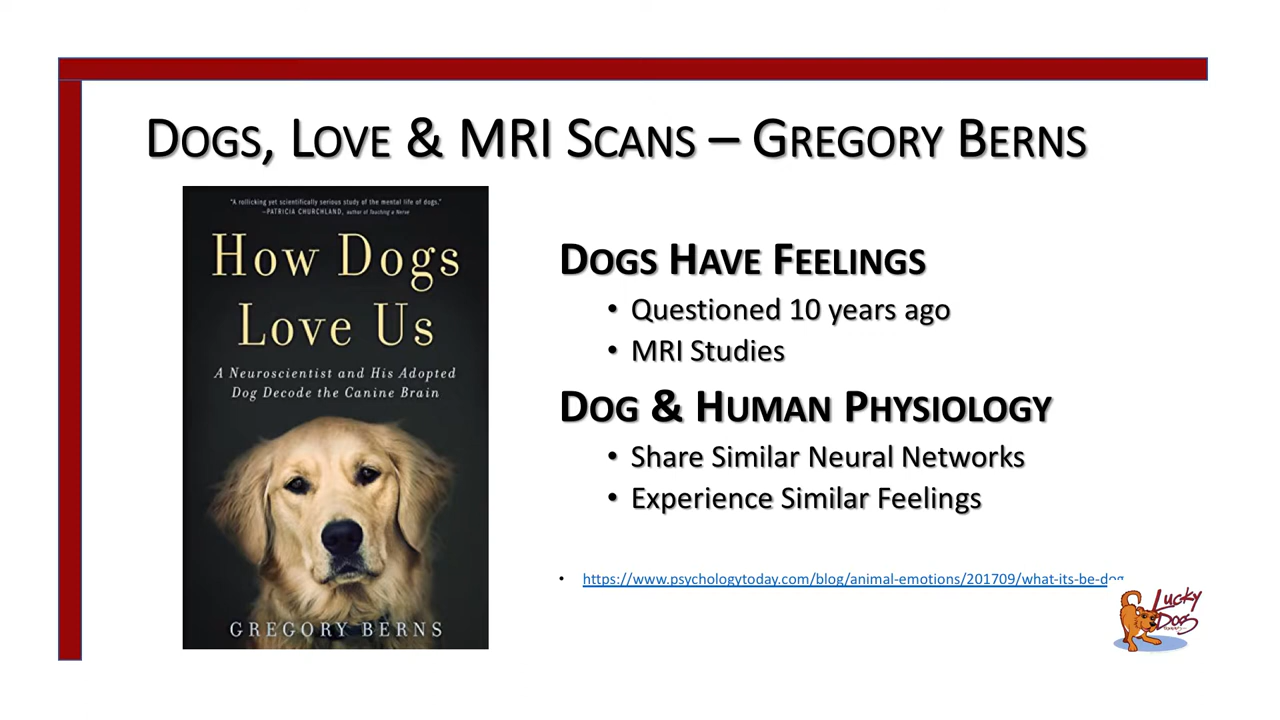 Dogs, Love & MRI Scans – Gregory Berns
"A rollicking yet scientifically serious study of the mental life of dogs."
—PATRICIA CHURCHLAND, author of Touching a Nerve
How Dogs
Love Us
A Neuroscientist and His Adopted
Dog Decode the Canine Brain
GREGORY BERNS
Dogs Have Feelings
• Questioned 10 years ago
• MRI Studies
Dog & Human Physiology
• Share Similar Neural Networks
• Experience Similar Feelings
• https://www.psychologytoday.com/blog/animal-emotions/201709/what-its-be-dog
Lucky
Dog